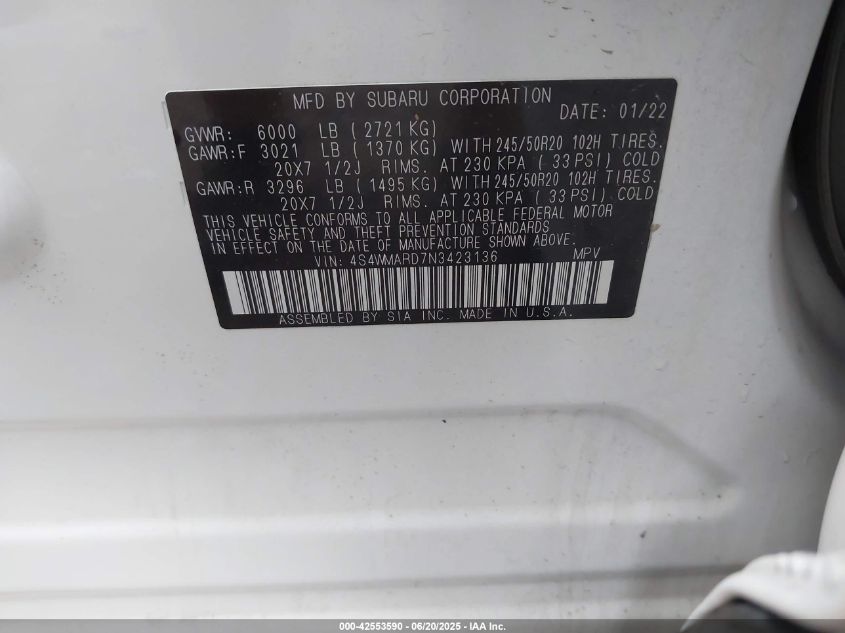 MFD BY SUBARU CORPORATION DATE: 01/22
GVWR: 6000 LB ( 2721 KG)
GAWR:F 3021 LB ( 1370 KG) WITH 245/50R20 102H TIRES.
20X7 1/2J RIMS. AT 230 KPA ( 33 PSI) COLD
GAWR:R 3296 LB ( 1495 KG) WITH 245/50R20 102H TIRES.
20X7 1/2J RIMS. AT 230 KPA ( 33 PSI) COLD
THIS VEHICLE CONFORMS TO ALL APPLICABLE FEDERAL MOTOR
VEHICLE SAFETY AND THEFT PREVENTION STANDARDS
IN EFFECT ON THE DATE OF MANUFACTURE SHOWN ABOVE.
VIN: 4S4WMARD7N3423136 MPV
ASSEMBLED BY SIA INC. MADE IN U.S.A.
000-42553590 - 06/20/2025 - IAA Inc.